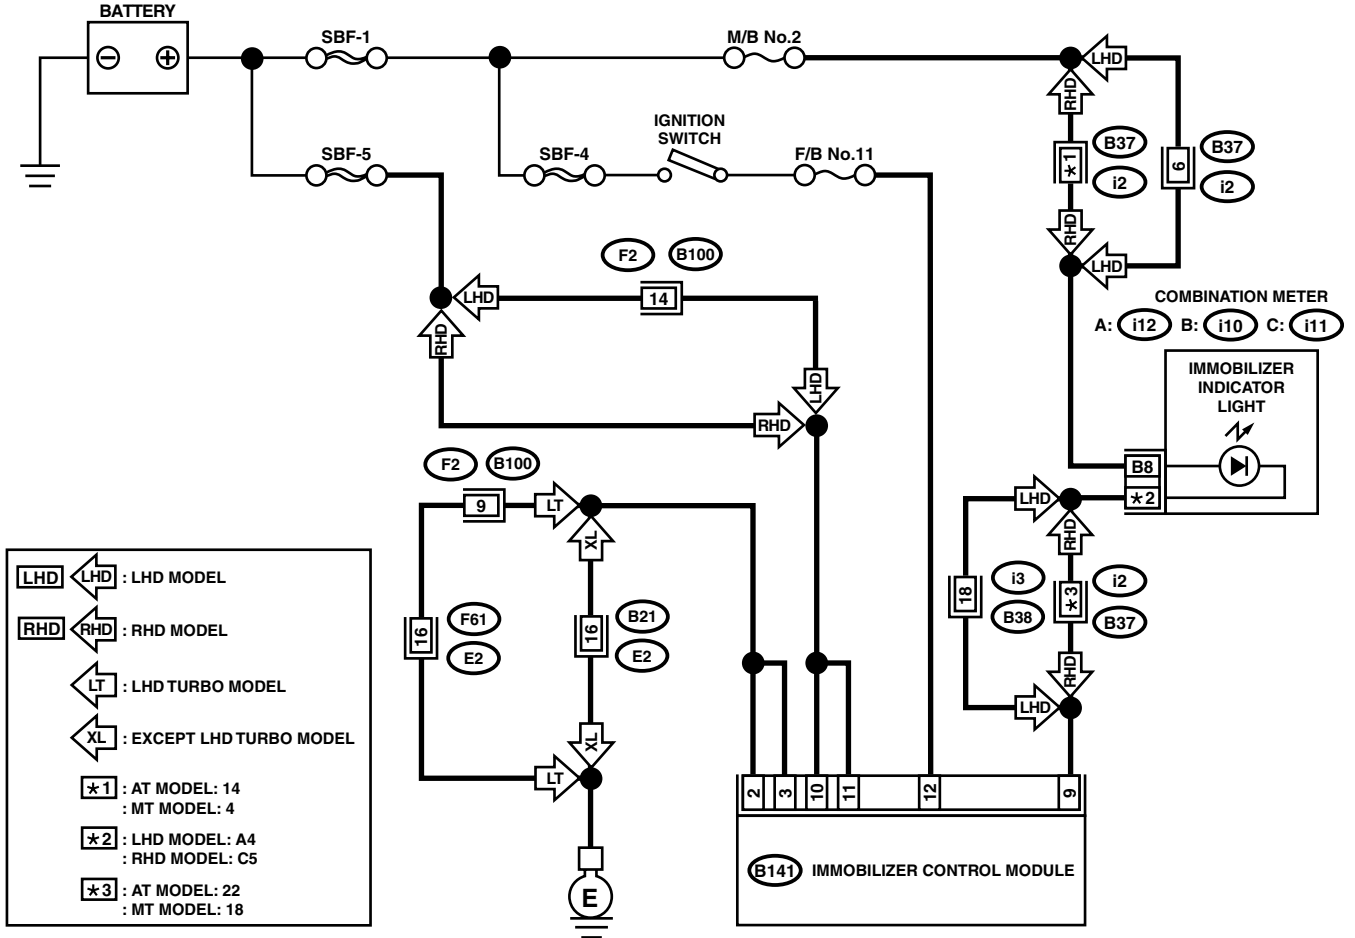 BATTERY
SBF-1
M/B No.2
LHD
RHD
IGNITION
SWITCH
SBF-5
SBF-4
F/B No.11
*1
B37
i2
6
B37
i2
RHD
LHD
F2
B100
14
LHD
RHD
LHD
RHD
COMBINATION METER
A: i12 B: i10 C: i11
IMMOBILIZER
INDICATOR
LIGHT
B8
*2
F2
B100
9
LT
XL
LHD
RHD
16
F61
E2
16
B21
E2
18
i3
B38
*3
i2
B37
XL
LT
RHD
LHD
2
3
10
11
12
9
B141
IMMOBILIZER CONTROL MODULE
E
LHD LHD : LHD MODEL
RHD RHD : RHD MODEL
LT : LHD TURBO MODEL
XL : EXCEPT LHD TURBO MODEL
*1 : AT MODEL: 14
: MT MODEL: 4
*2 : LHD MODEL: A4
: RHD MODEL: C5
*3 : AT MODEL: 22
: MT MODEL: 18